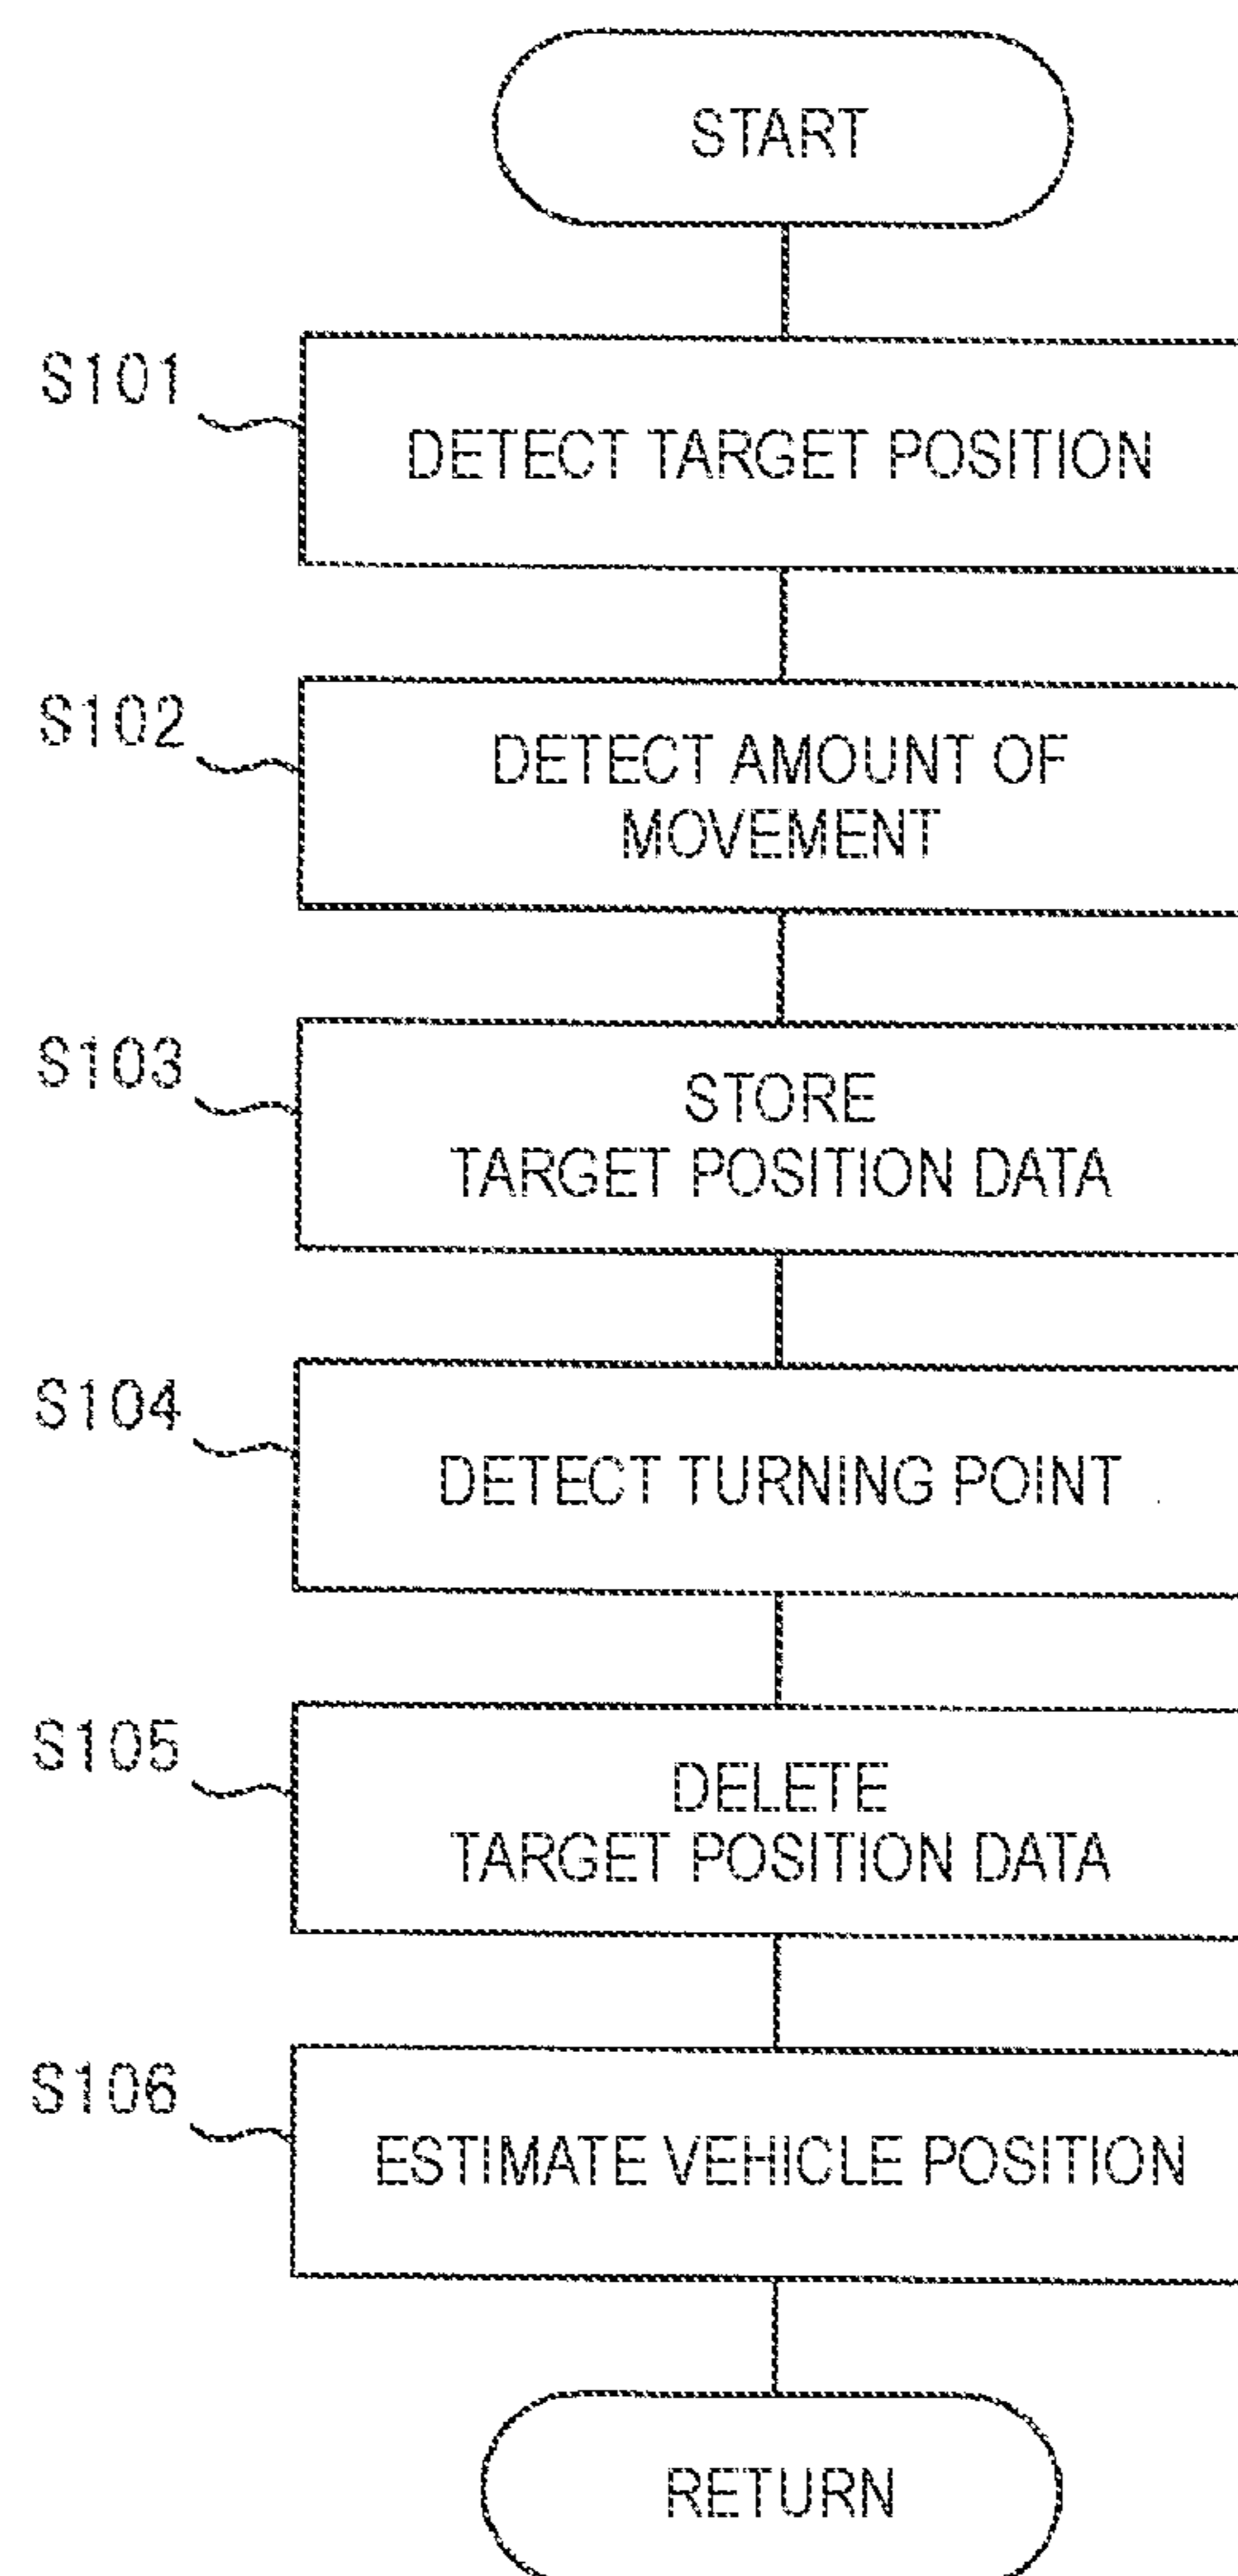 START
S101
DETECT TARGET POSITION
S102
DETECT AMOUNT OF
MOVEMENT
S103
STORE
TARGET POSITION DATA
S104
DETECT TURNING POINT
S105
DELETE
TARGET POSITION DATA
S106
ESTIMATE VEHICLE POSITION
RETURN